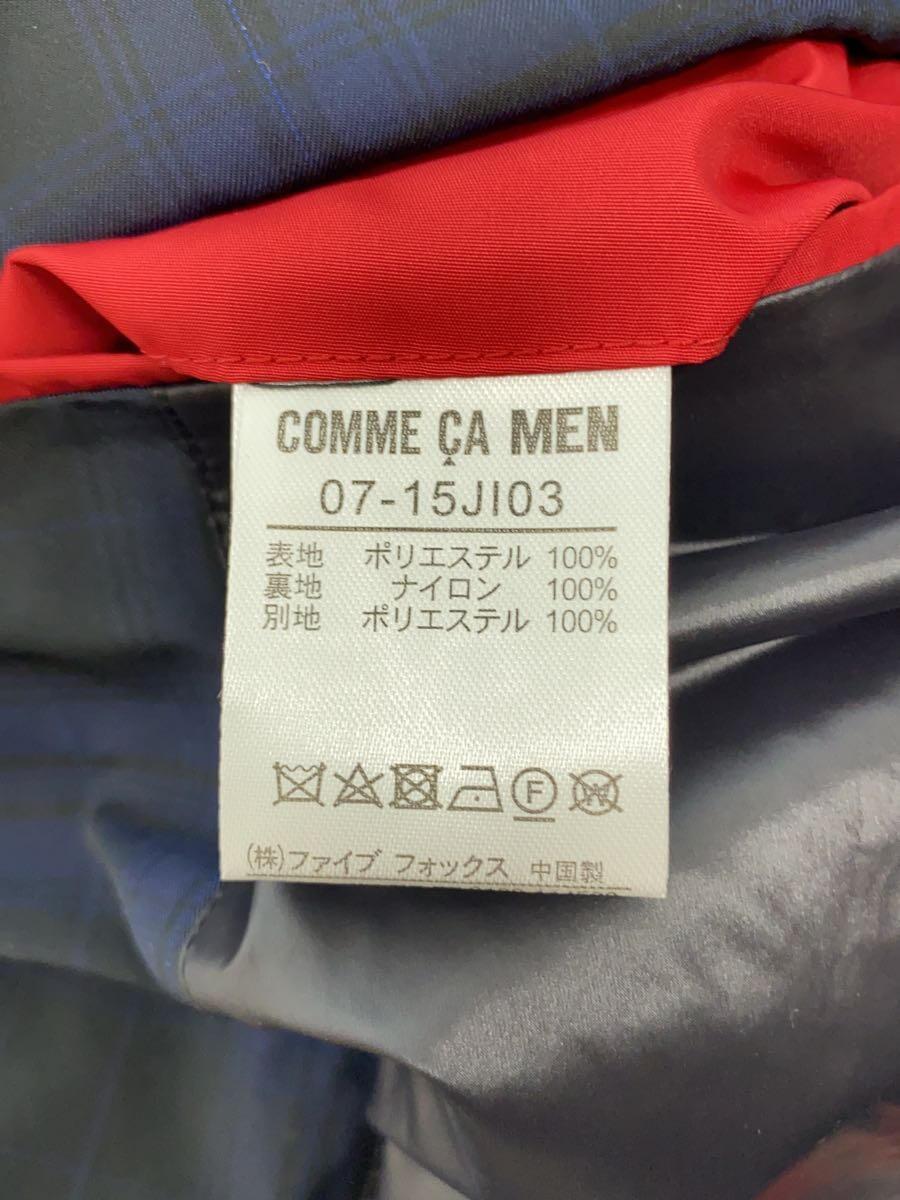 COMME ÇA MEN
07-15JI03
表地 ポリエステル 100%
裏地 ナイロン 100%
別地 ポリエステル 100%
F
W
(株)ファイブ フォックス 中国製